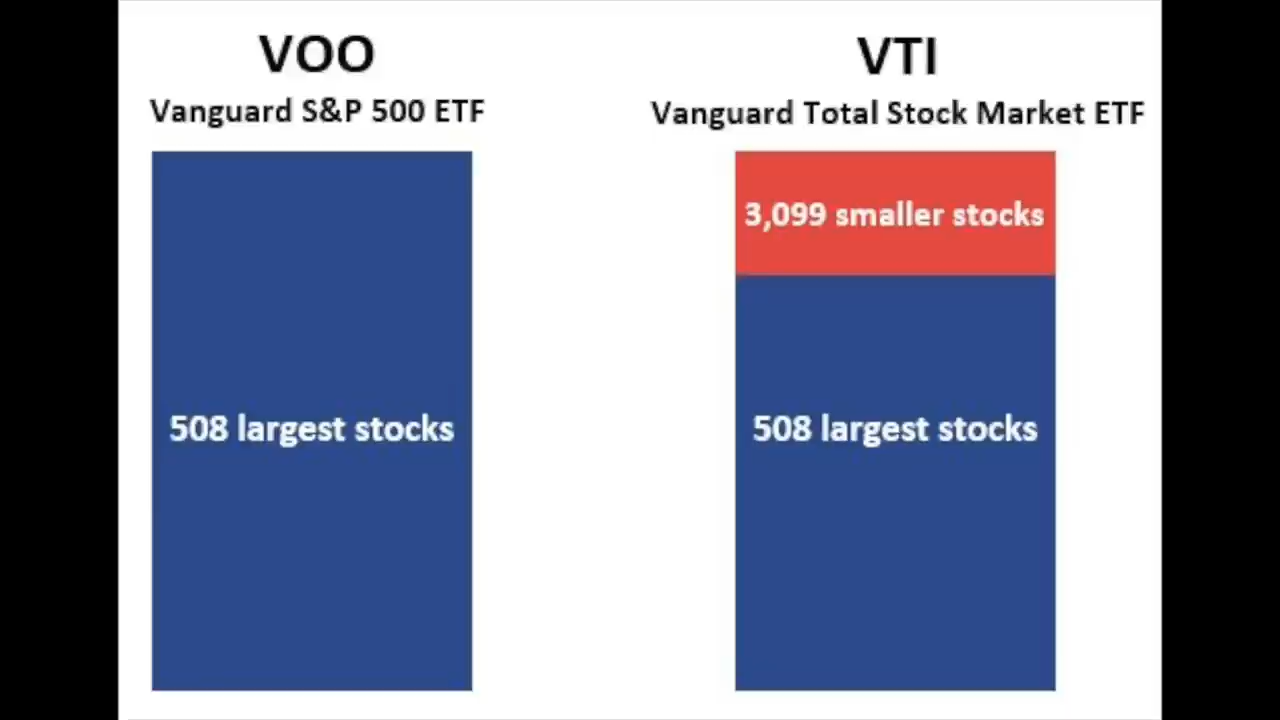 VOO
Vanguard S&P 500 ETF
508 largest stocks
VTI
Vanguard Total Stock Market ETF
3,099 smaller stocks
508 largest stocks